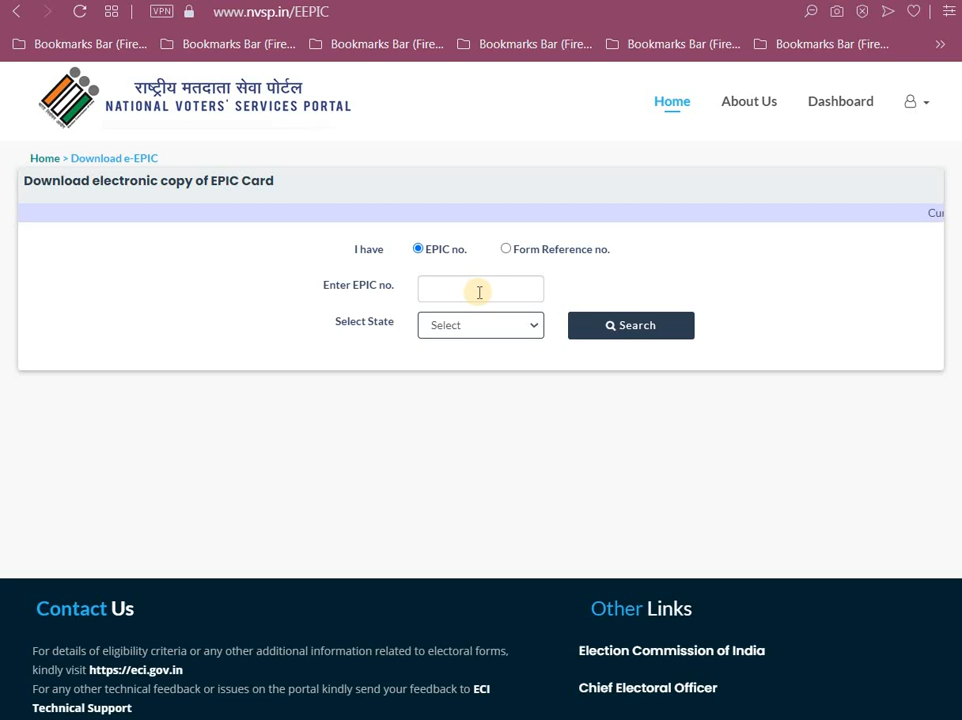 VPN www.nvsp.in/EEPIC
Bookmarks Bar (Fire... Bookmarks Bar (Fire... Bookmarks Bar (Fire... Bookmarks Bar (Fire... Bookmarks Bar (Fire... Bookmarks Bar (Fire... »
राष्ट्रीय मतदाता सेवा पोर्टल
NATIONAL VOTERS' SERVICES PORTAL
Home About Us Dashboard
Home > Download e-EPIC
Download electronic copy of EPIC Card
Cur
I have EPIC no. Form Reference no.
Enter EPIC no.
Select State Select Search
Contact Us
For details of eligibility criteria or any other additional information related to electoral forms,
kindly visit https://eci.gov.in
For any other technical feedback or issues on the portal kindly send your feedback to ECI
Technical Support
Other Links
Election Commission of India
Chief Electoral Officer